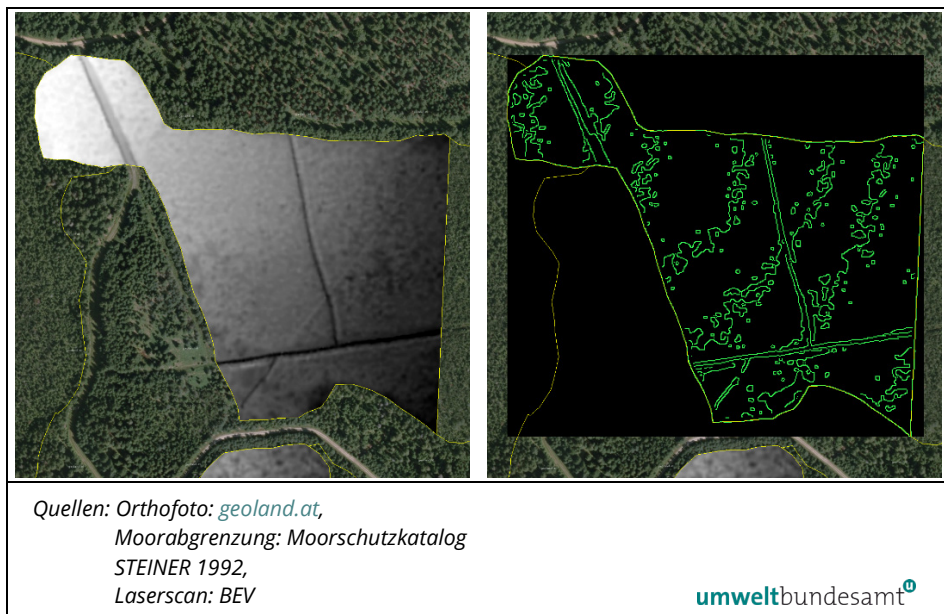 Quellen: Orthofoto: geoland.at,
Moorabgrenzung: Moorschutzkatalog
STEINER 1992,
Laserscan: BEV
umweltbundesamt